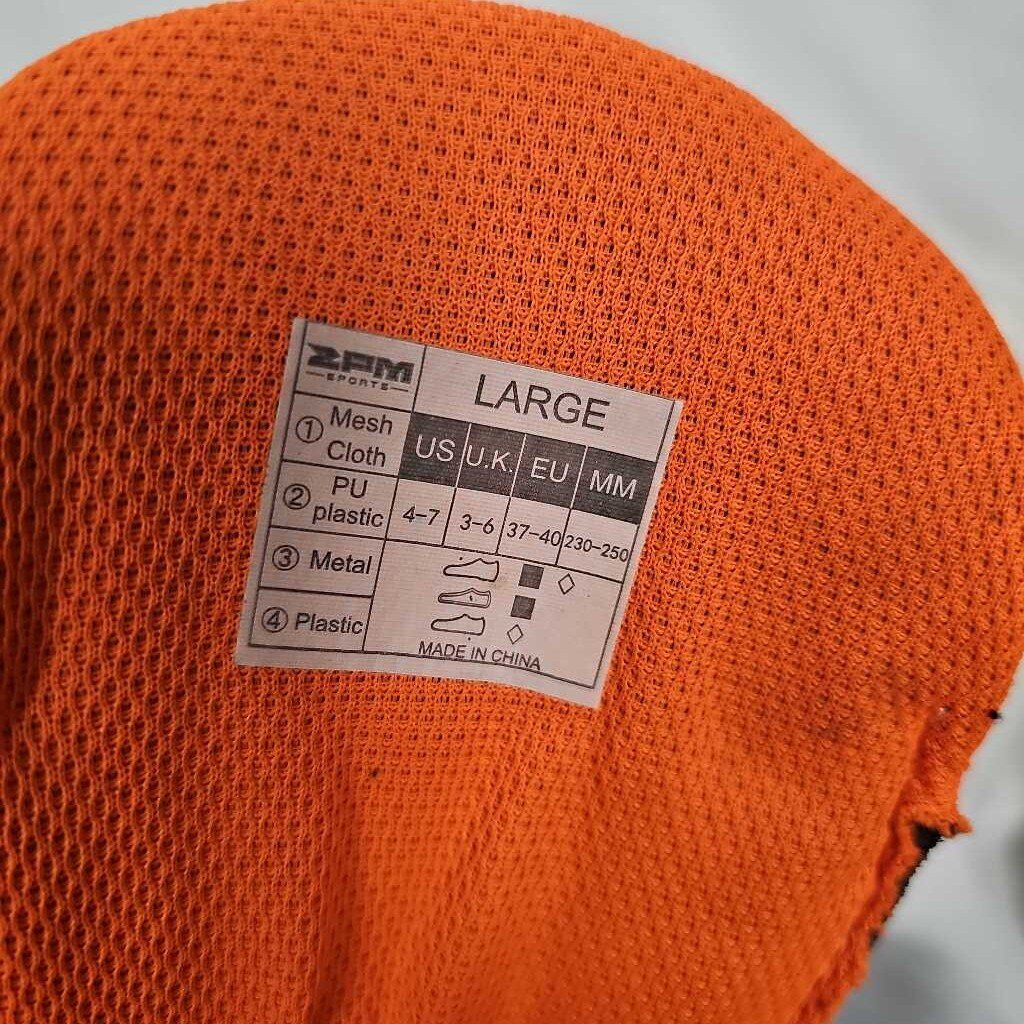 2PM
SPORTS
LARGE
① Mesh
Cloth
US U.K. EU MM
② PU
plastic
4-7 3-6 37-40 230-250
③ Metal
④ Plastic
MADE IN CHINA